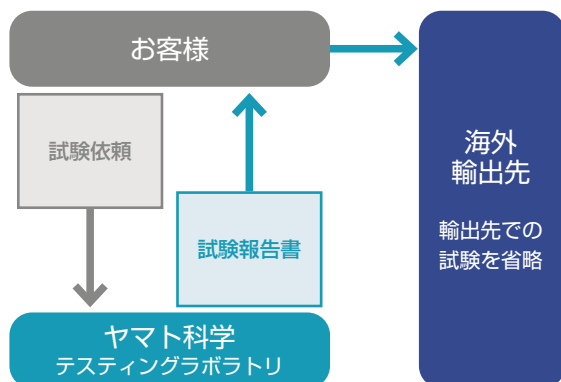 お客様
試験依頼
試験報告書
ヤマト科学
テスティングラボラトリ
海外
輸出先
輸出先での
試験を省略